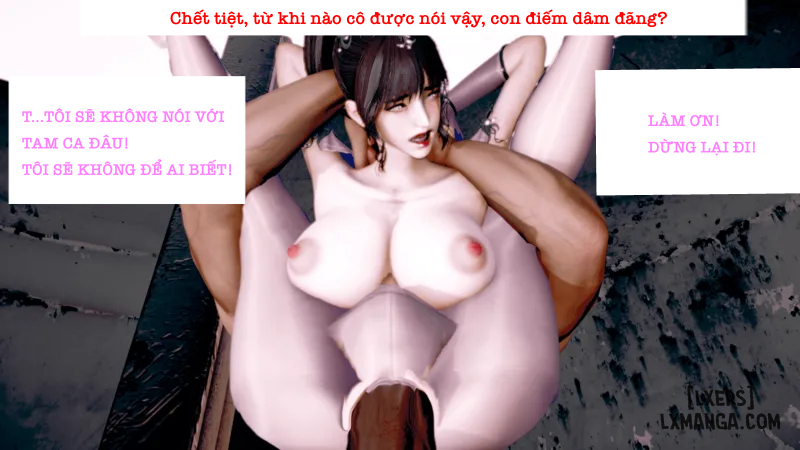 Chết tiệt, từ khi nào cô được nói vậy, con điếm dâm đãng?
T...TÔI SẼ KHÔNG NÓI VỚI
TAM CA ĐÂU!
TÔI SẼ KHÔNG ĐỂ AI BIẾT!
LÀM ƠN!
DỪNG LẠI ĐI!
[LXERS]
LXMANGA.COM